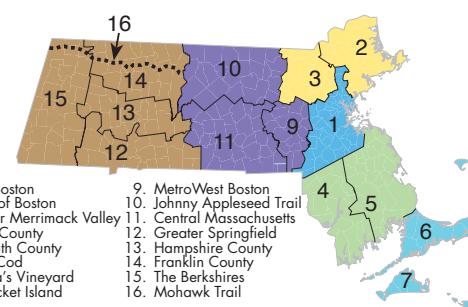 16
2
10
3
14
15
13
9
1
11
12
4
5
6
7
oston 9. MetroWest Boston
of Boston 10. Johnny Appleseed Trail
r Merrimack Valley 11. Central Massachusetts
County 12. Greater Springfield
th County 13. Hampshire County
Cod 14. Franklin County
a's Vineyard 15. The Berkshires
cket Island 16. Mohawk Trail